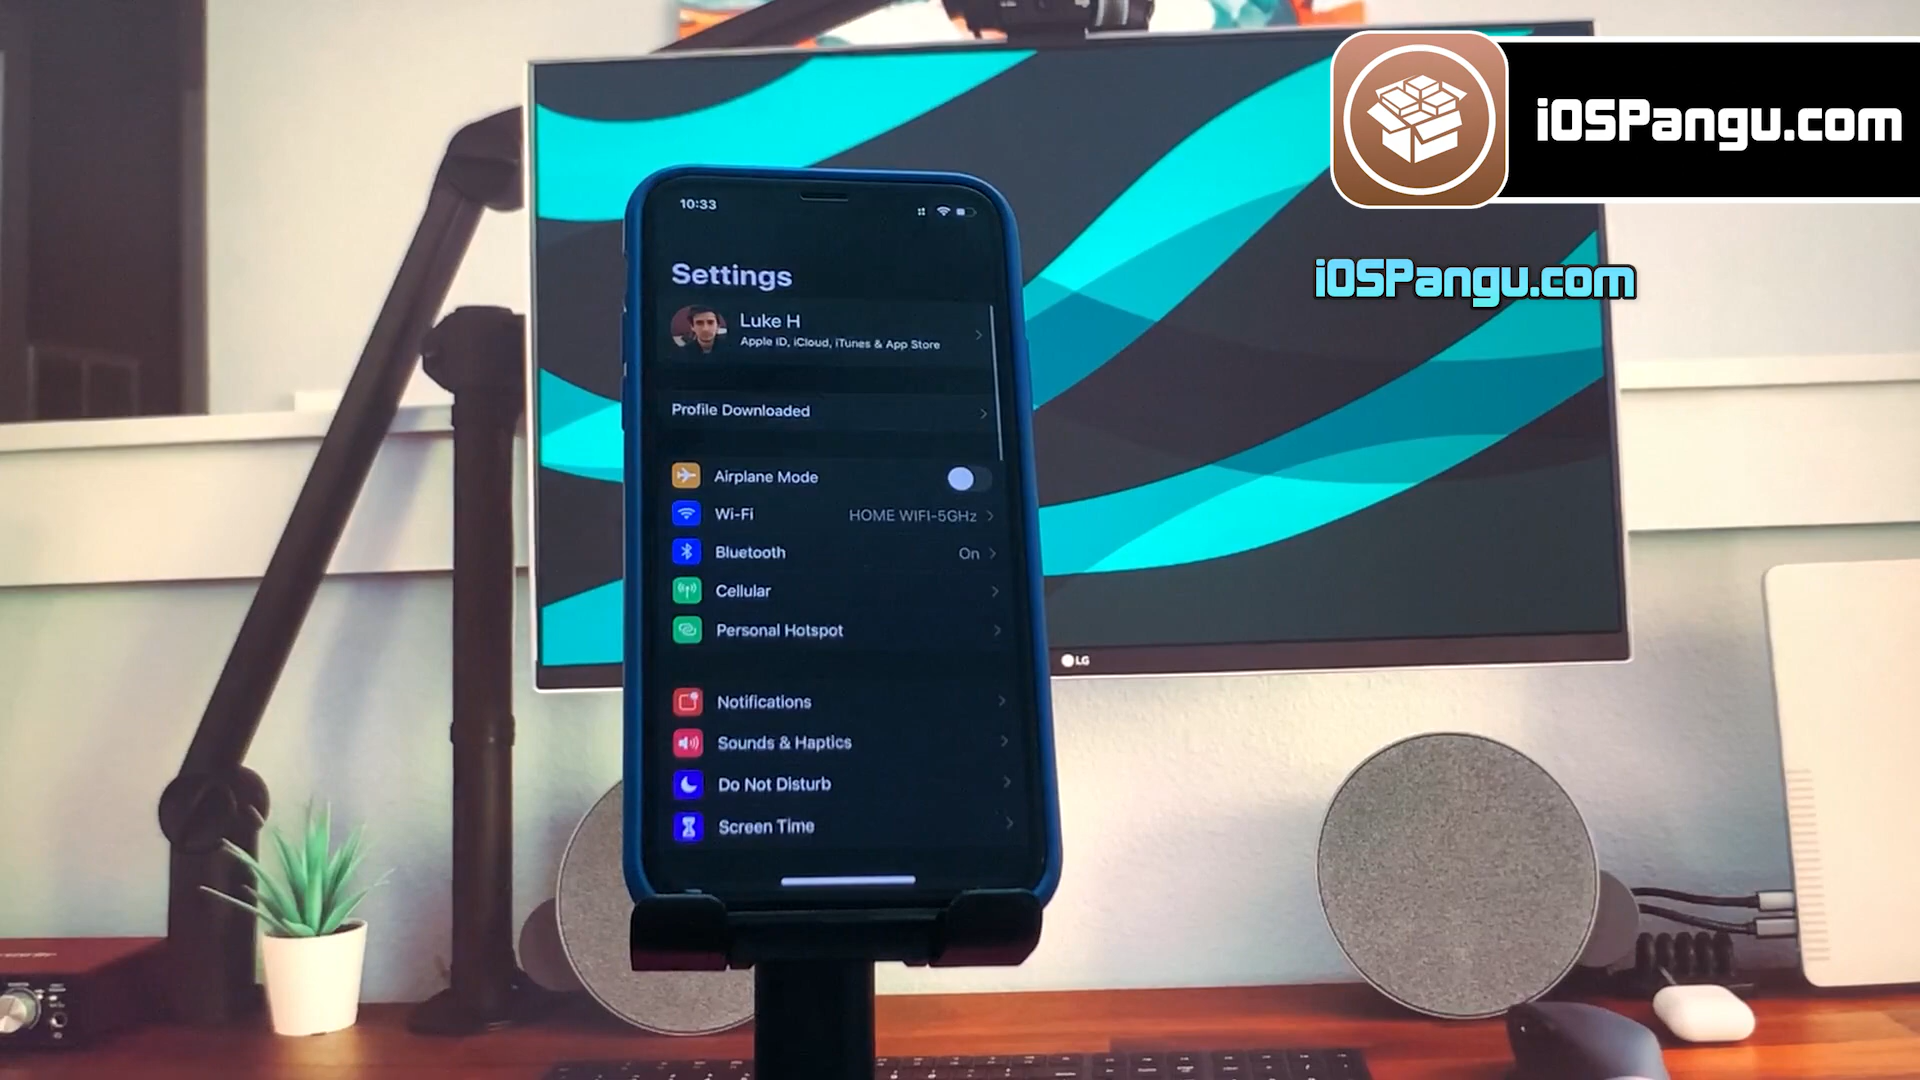 iOSPangu.com
iOSPangu.com
10:33
Settings
Luke H
Apple ID, iCloud, iTunes & App Store
Profile Downloaded
Airplane Mode
Wi-Fi HOME WIFI-5GHz
Bluetooth On
Cellular
Personal Hotspot
Notifications
Sounds & Haptics
Do Not Disturb
Screen Time
LG